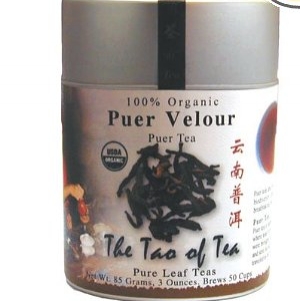 100% Organic
Puer Velour
Puer Tea
USDA
ORGANIC
云南普洱
The Tao of Tea
Pure Leaf Teas
Net Wt. 85 Grams, 3 Ounces, Brews 50 Cups